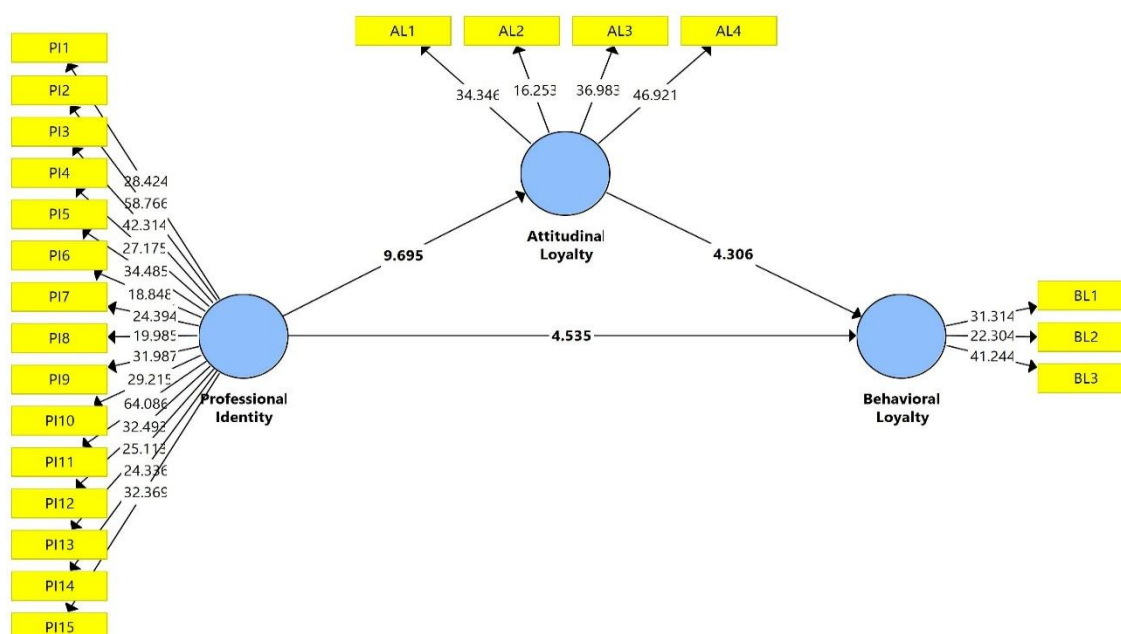 PI1
PI2
PI3
PI4
PI5
PI6
PI7
PI8
PI9
PI10
PI11
PI12
PI13
PI14
PI15
28.424
58.766
42.314
27.175
34.485
18.848
24.394
19.985
31.987
29.215
64.086
32.493
25.113
24.336
32.369
Professional
Identity
AL1
AL2
AL3
AL4
34.346
16.253
36.983
46.921
Attitudinal
Loyalty
9.695
4.306
4.535
Behavioral
Loyalty
31.314
22.304
41.244
BL1
BL2
BL3